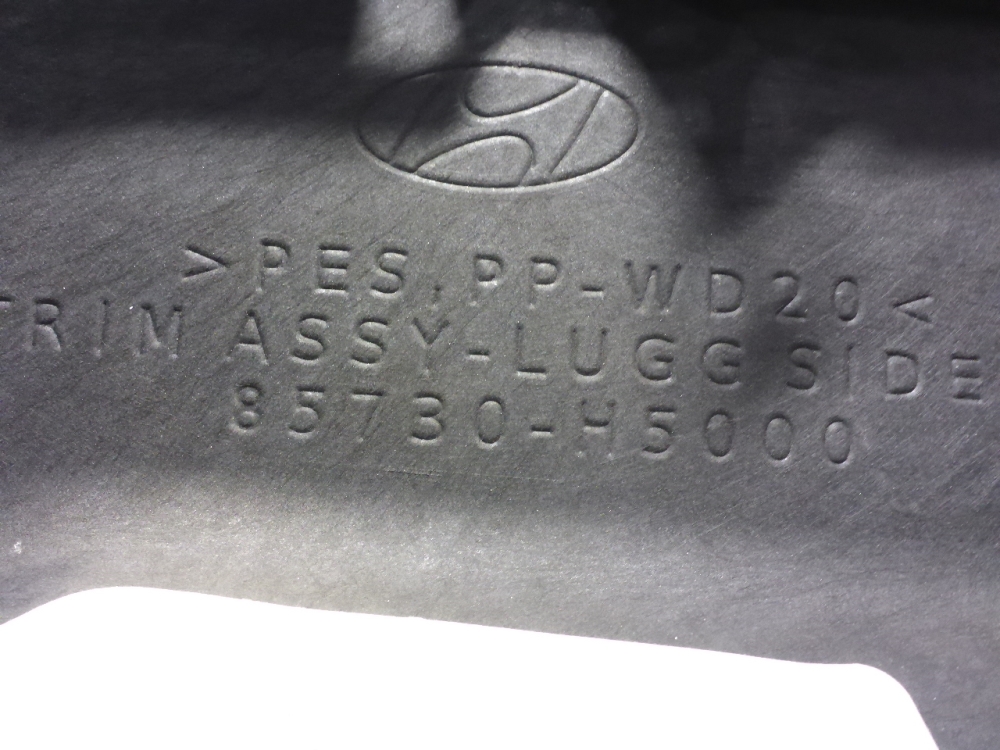 >PES,PP-WD20<
TRIM ASSY-LUGG SIDE
85730-H5000